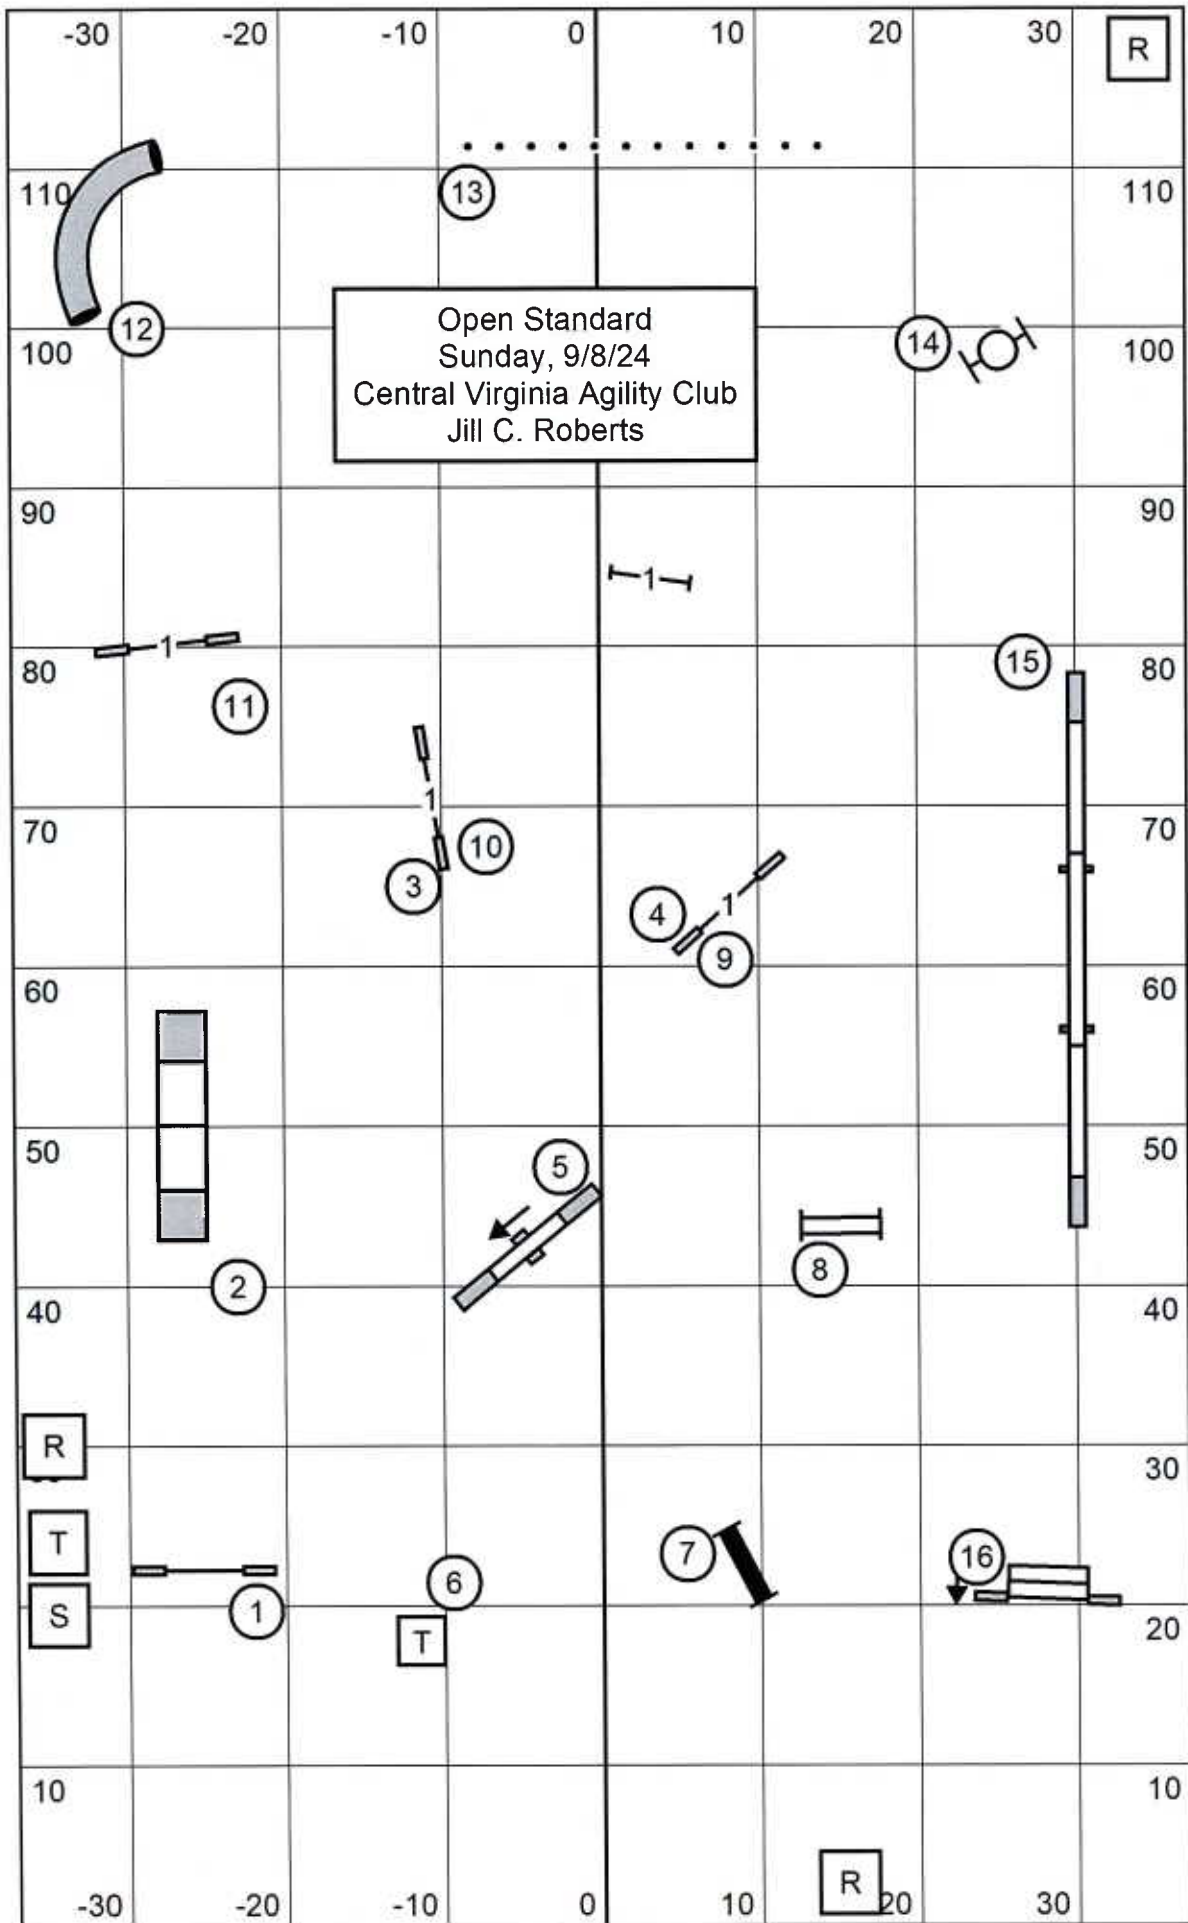 -30 -20 -10 0 10 20 30 R
110 13 110
Open Standard
Sunday, 9/8/24
Central Virginia Agility Club
Jill C. Roberts
12 14
100 100
90 90
1
1 15
80 80
11
1
70 10 70
3 1
4
9
60 60
5
50 50
8
2
40 40
R
30
T 7 16
6
S 1
T 20
10 10
R
-30 -20 -10 0 10 20 30